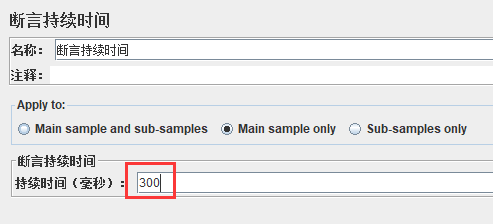 断言持续时间
名称： 断言持续时间
注释：
Apply to:
Main sample and sub-samples Main sample only Sub-samples only
断言持续时间
持续时间（毫秒）： 300